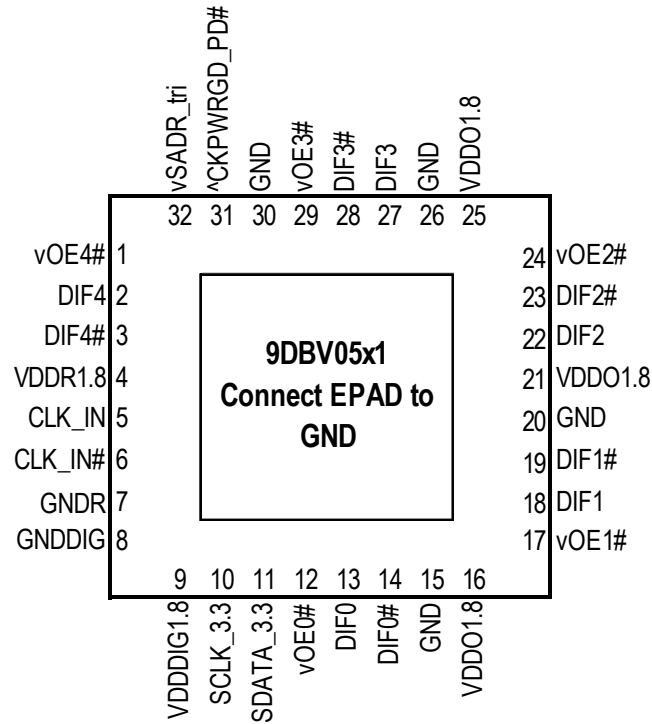 vSADR_tri
^CKPWRGD_PD#
GND
vOE3#
DIF3#
DIF3
GND
VDDO1.8
32 31 30 29 28 27 26 25
vOE4# 1
DIF4 2
DIF4# 3
VDDR1.8 4
CLK_IN 5
CLK_IN# 6
GNDR 7
GNDDIG 8
9DBV05x1
Connect EPAD to
GND
24 vOE2#
23 DIF2#
22 DIF2
21 VDDO1.8
20 GND
19 DIF1#
18 DIF1
17 vOE1#
9 10 11 12 13 14 15 16
VDDDIG1.8
SCLK_3.3
SDATA_3.3
vOE0#
DIF0
DIF0#
GND
VDDO1.8